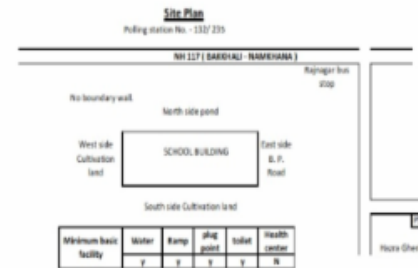 Site Plan
Polling station No. - 132/ 235
NH 117 ( BAKKHALI - NAMKHANA )
Rajnagar bus
stop
No boundary wall.
North side pond
West side
Cultivation
land
SCHOOL BUILDING
East side
B. P.
Road
South side Cultivation land
Minimum basic facility Water Ramp plug point toilet Health center
y y y y N